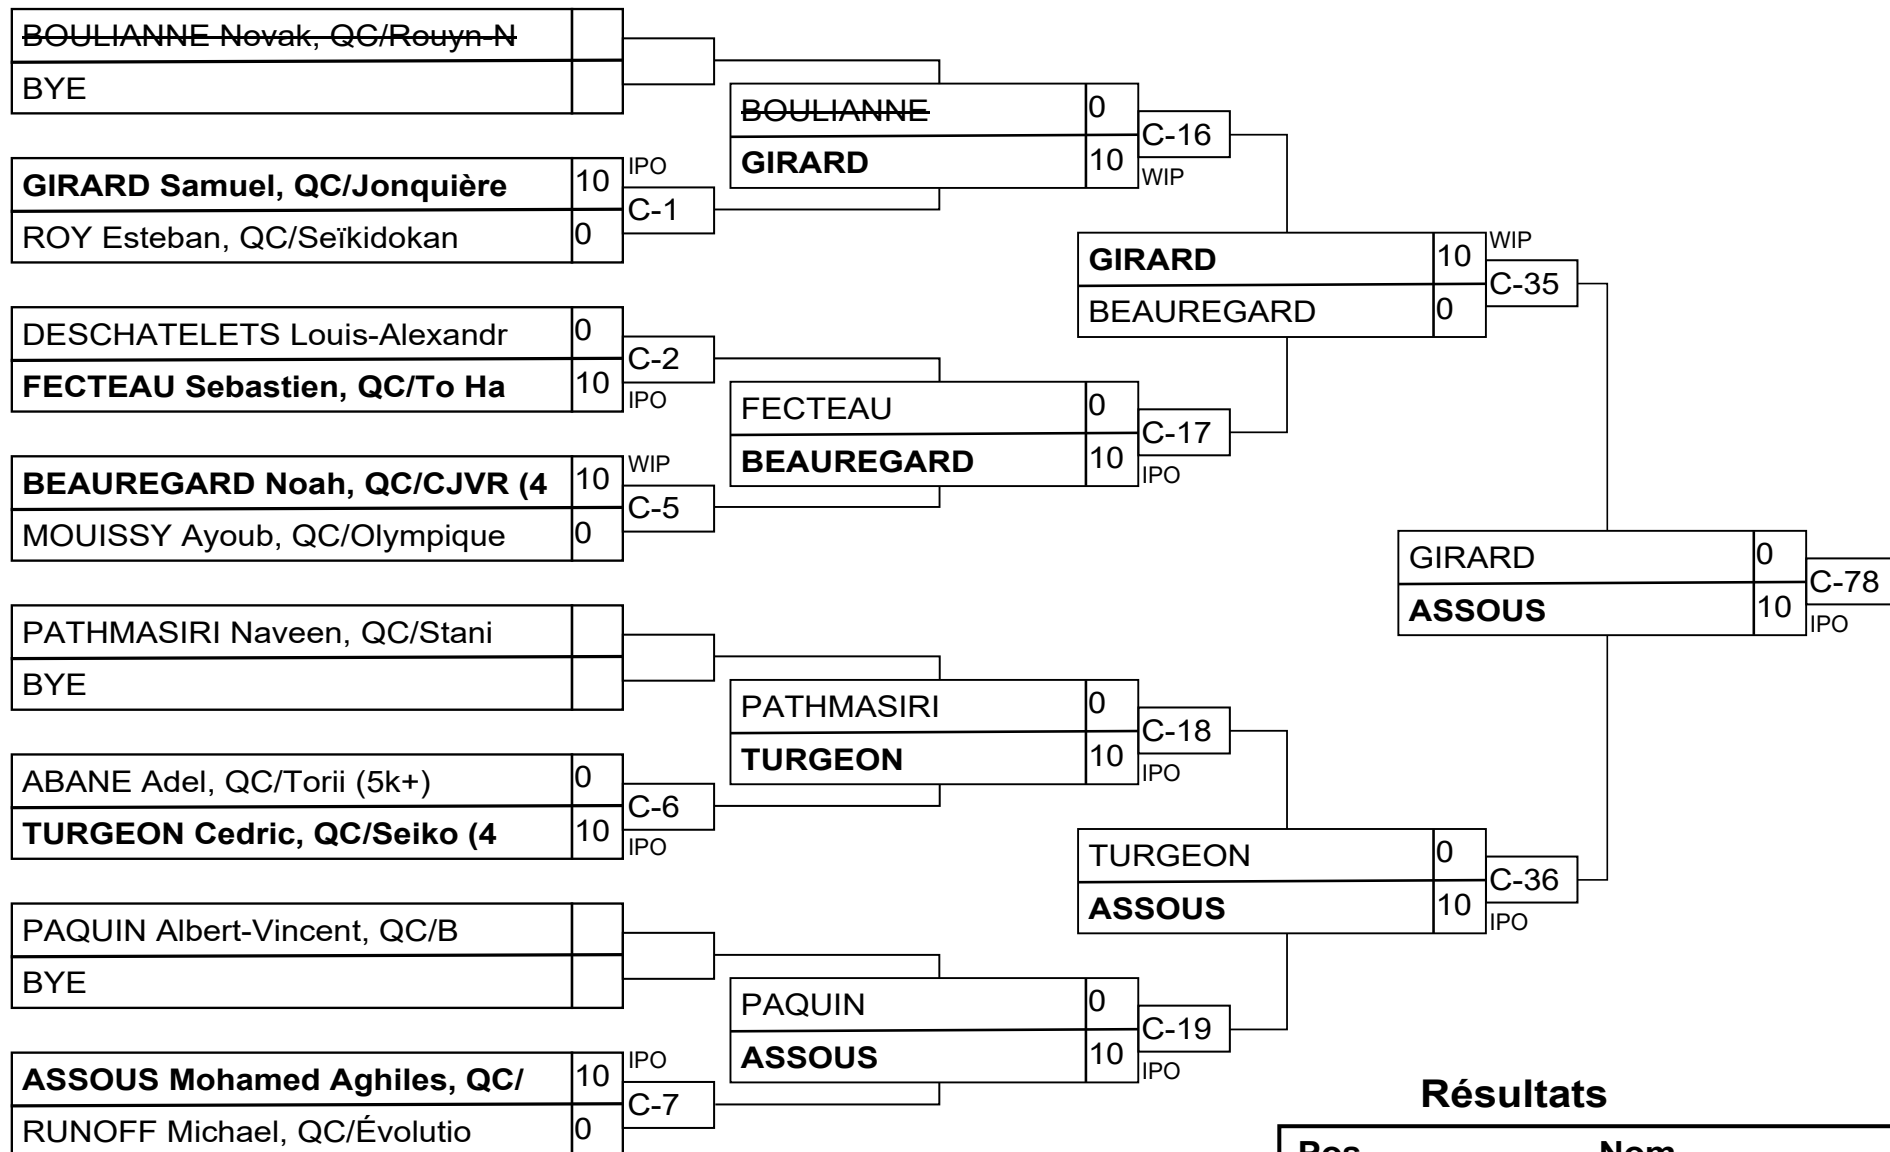 BOULIANNE Novak, QC/Rouyn-N
BYE
GIRARD Samuel, QC/Jonquière 10 IPO
C-1
ROY Esteban, QC/Seïkidokan 0
DESCHATELETS Louis-Alexandr 0
C-2
FECTEAU Sebastien, QC/To Ha 10 IPO
BEAUREGARD Noah, QC/CJVR (4 10 WIP
C-5
MOUISSY Ayoub, QC/Olympique 0
PATHMASIRI Naveen, QC/Stani
BYE
ABANE Adel, QC/Torii (5k+) 0
C-6
TURGEON Cedric, QC/Seiko (4 10 IPO
PAQUIN Albert-Vincent, QC/B
BYE
ASSOUS Mohamed Aghiles, QC/ 10 IPO
C-7
RUNOFF Michael, QC/Évolutio 0
BOULIANNE 0
C-16
GIRARD 10 WIP
FECTEAU 0
C-17
BEAUREGARD 10 IPO
PATHMASIRI 0
C-18
TURGEON 10 IPO
PAQUIN 0
C-19
ASSOUS 10 IPO
GIRARD 10 WIP
C-35
BEAUREGARD 0
TURGEON 0
C-36
ASSOUS 10 IPO
GIRARD 0
C-78
ASSOUS 10 IPO
Résultats
Pos Nom